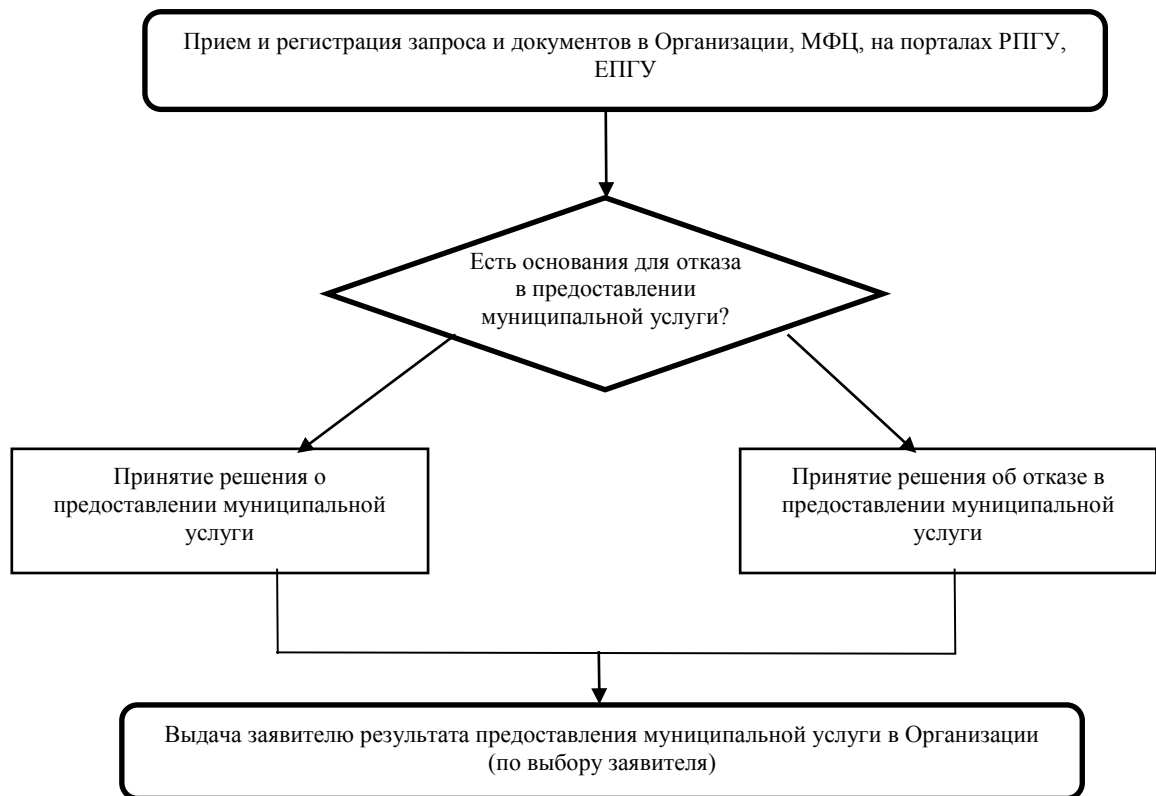 Прием и регистрация запроса и документов в Организации, МФЦ, на порталах РПГУ,
ЕПГУ
Есть основания для отказа
в предоставлении
муниципальной услуги?
Принятие решения о
предоставлении муниципальной
услуги
Принятие решения об отказе в
предоставлении муниципальной
услуги
Выдача заявителю результата предоставления муниципальной услуги в Организации
(по выбору заявителя)